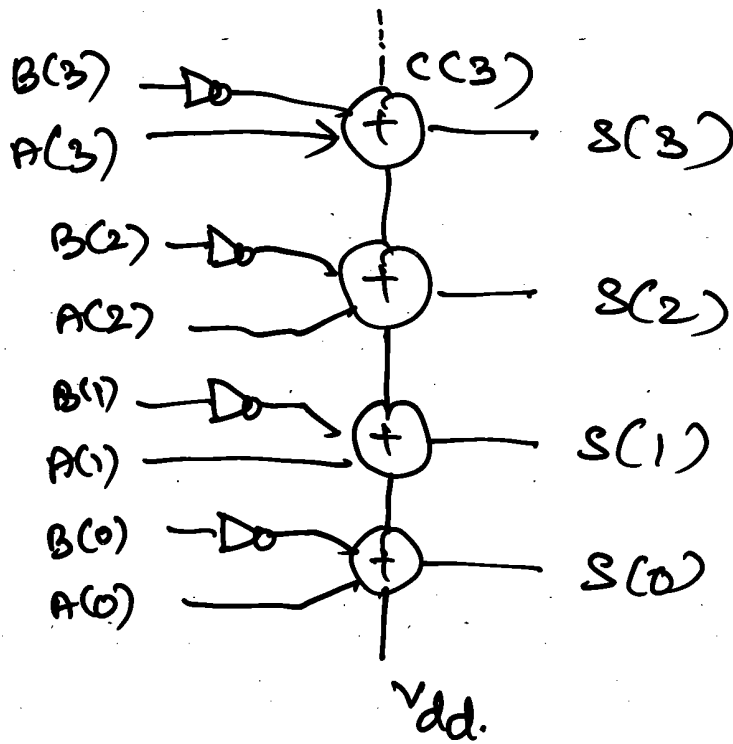 C(3)
B(3)
A(3)
S(3)
B(2)
A(2)
S(2)
B(1)
A(1)
S(1)
B(0)
A(0)
S(0)
Vdd.